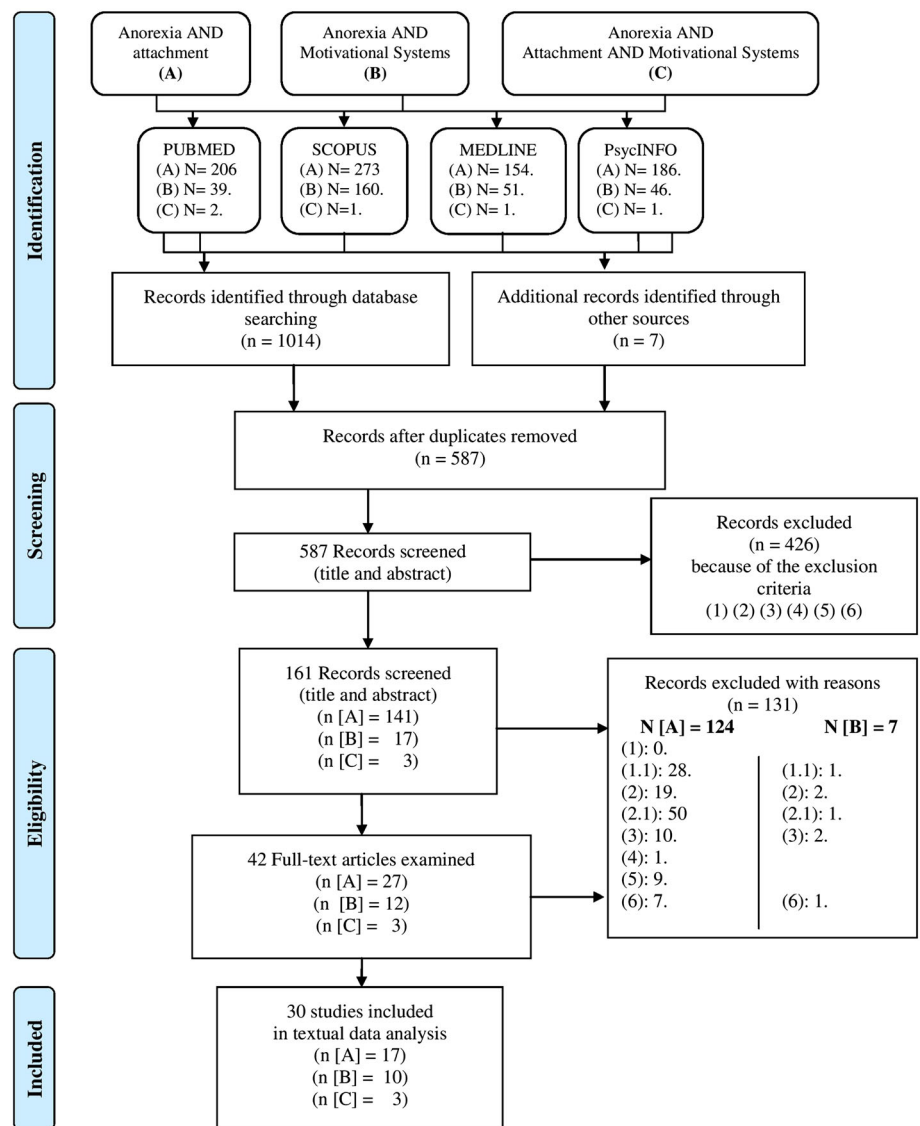 Identification
Anorexia AND
attachment
(A)
Anorexia AND
Motivational Systems
(B)
Anorexia AND
Attachment AND Motivational Systems
(C)
PUBMED
(A) N= 206
(B) N= 39.
(C) N= 2.
SCOPUS
(A) N= 273
(B) N= 160.
(C) N=1.
MEDLINE
(A) N= 154.
(B) N= 51.
(C) N= 1.
PsycINFO
(A) N= 186.
(B) N= 46.
(C) N= 1.
Records identified through database
searching
(n = 1014)
Additional records identified through
other sources
(n = 7)
Screening
Records after duplicates removed
(n = 587)
587 Records screened
(title and abstract)
Records excluded
(n = 426)
because of the exclusion
criteria
(1) (2) (3) (4) (5) (6)
Eligibility
161 Records screened
(title and abstract)
(n [A] = 141)
(n [B] = 17)
(n [C] = 3)
Records excluded with reasons
(n = 131)
N [A] = 124
(1): 0.
(1.1): 28.
(2): 19.
(2.1): 50
(3): 10.
(4): 1.
(5): 9.
(6): 7.
N [B] = 7
(1.1): 1.
(2): 2.
(2.1): 1.
(3): 2.
(6): 1.
42 Full-text articles examined
(n [A] = 27)
(n [B] = 12)
(n [C] = 3)
Included
30 studies included
in textual data analysis
(n [A] = 17)
(n [B] = 10)
(n [C] = 3)